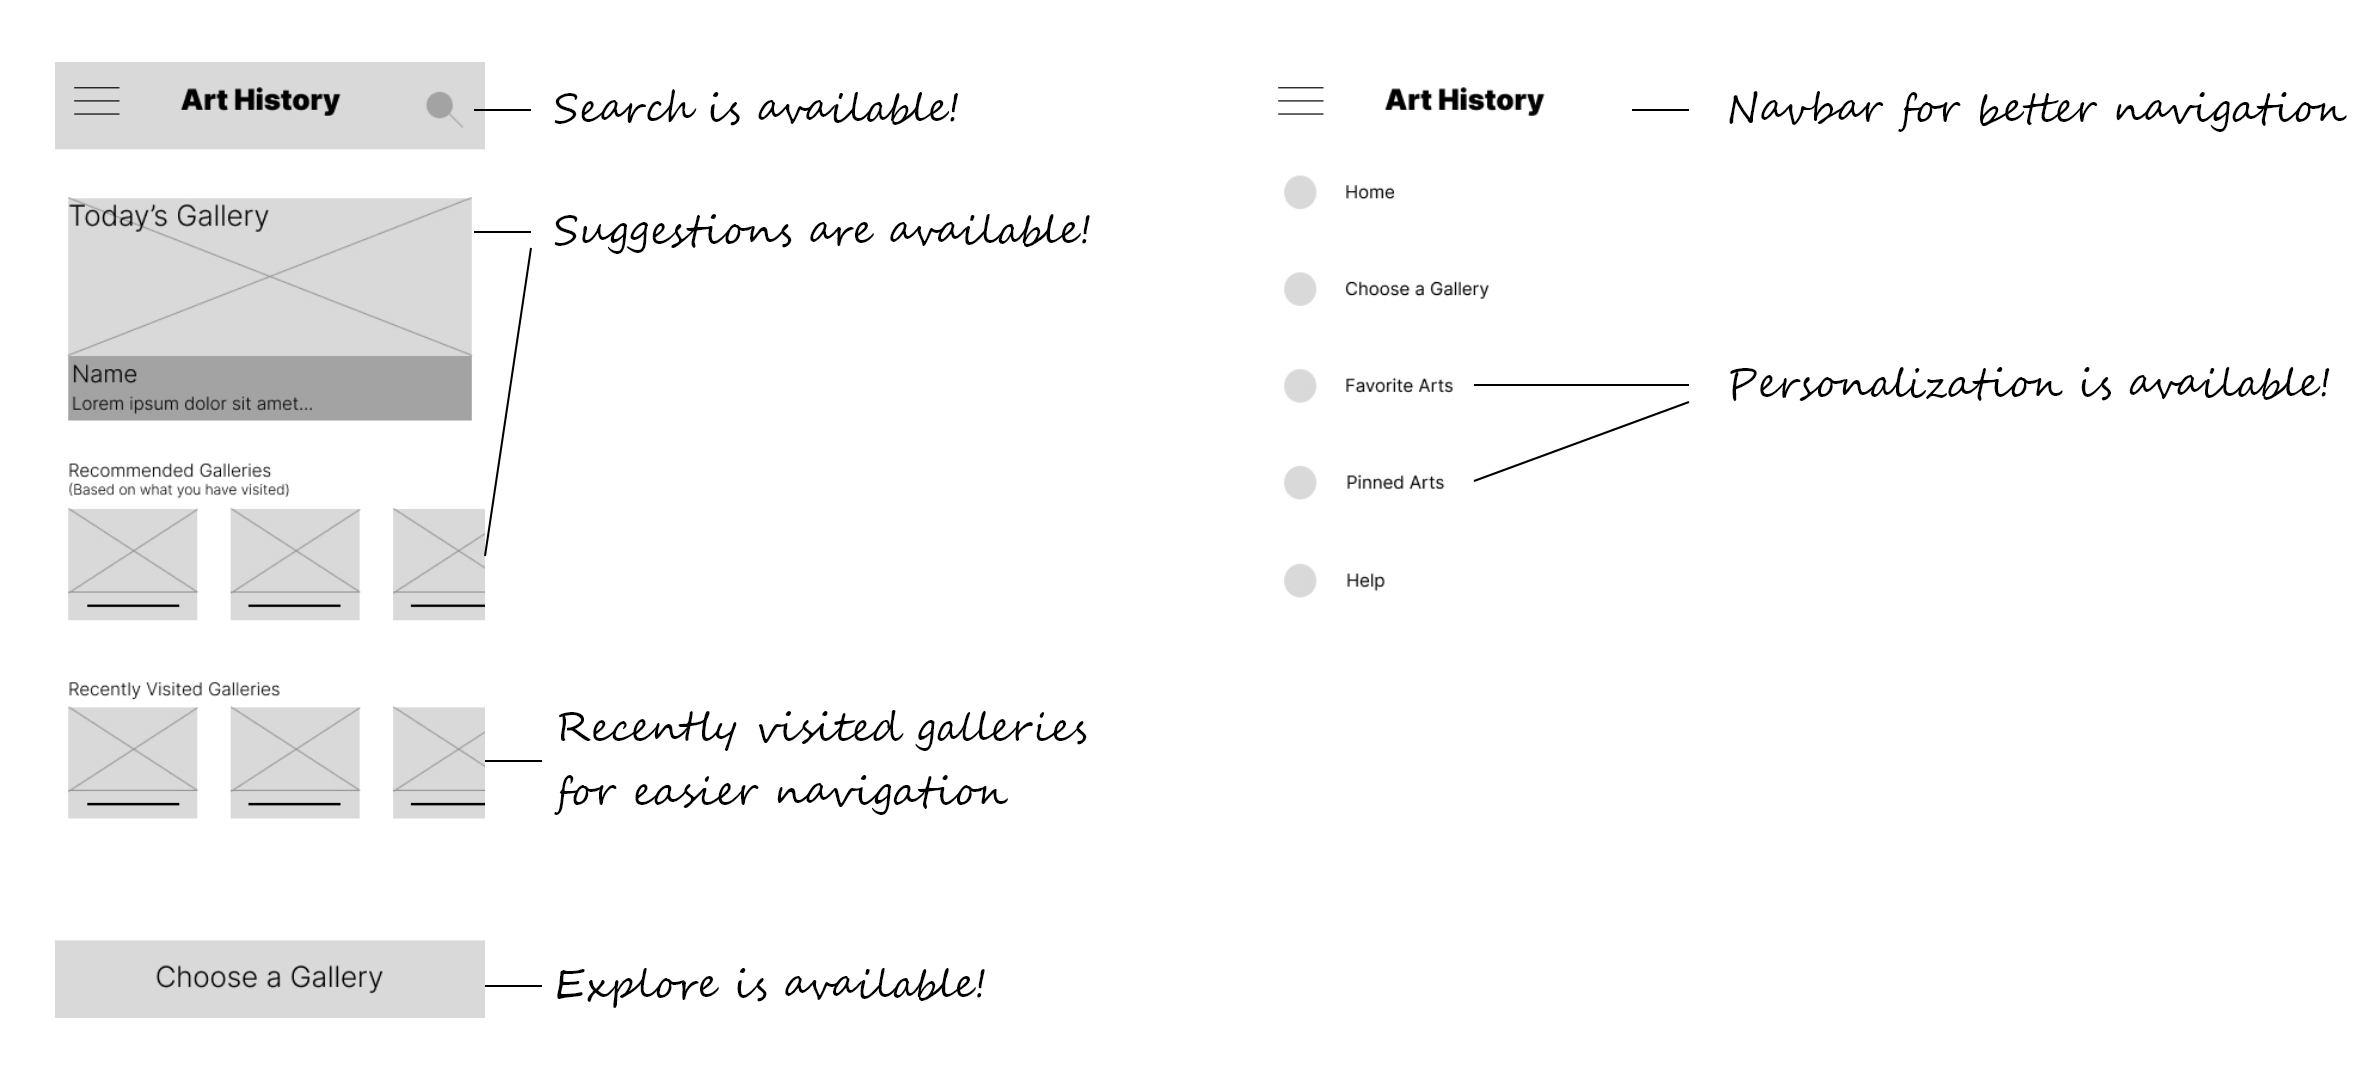 Art History
Search is available!
Today's Gallery
Suggestions are available!
Name
Lorem ipsum dolor sit amet...
Recommended Galleries
(Based on what you have visited)
Recently Visited Galleries
Recently visited galleries
for easier navigation
Choose a Gallery
Explore is available!
Art History
Navbar for better navigation
Home
Choose a Gallery
Favorite Arts
Personalization is available!
Pinned Arts
Help